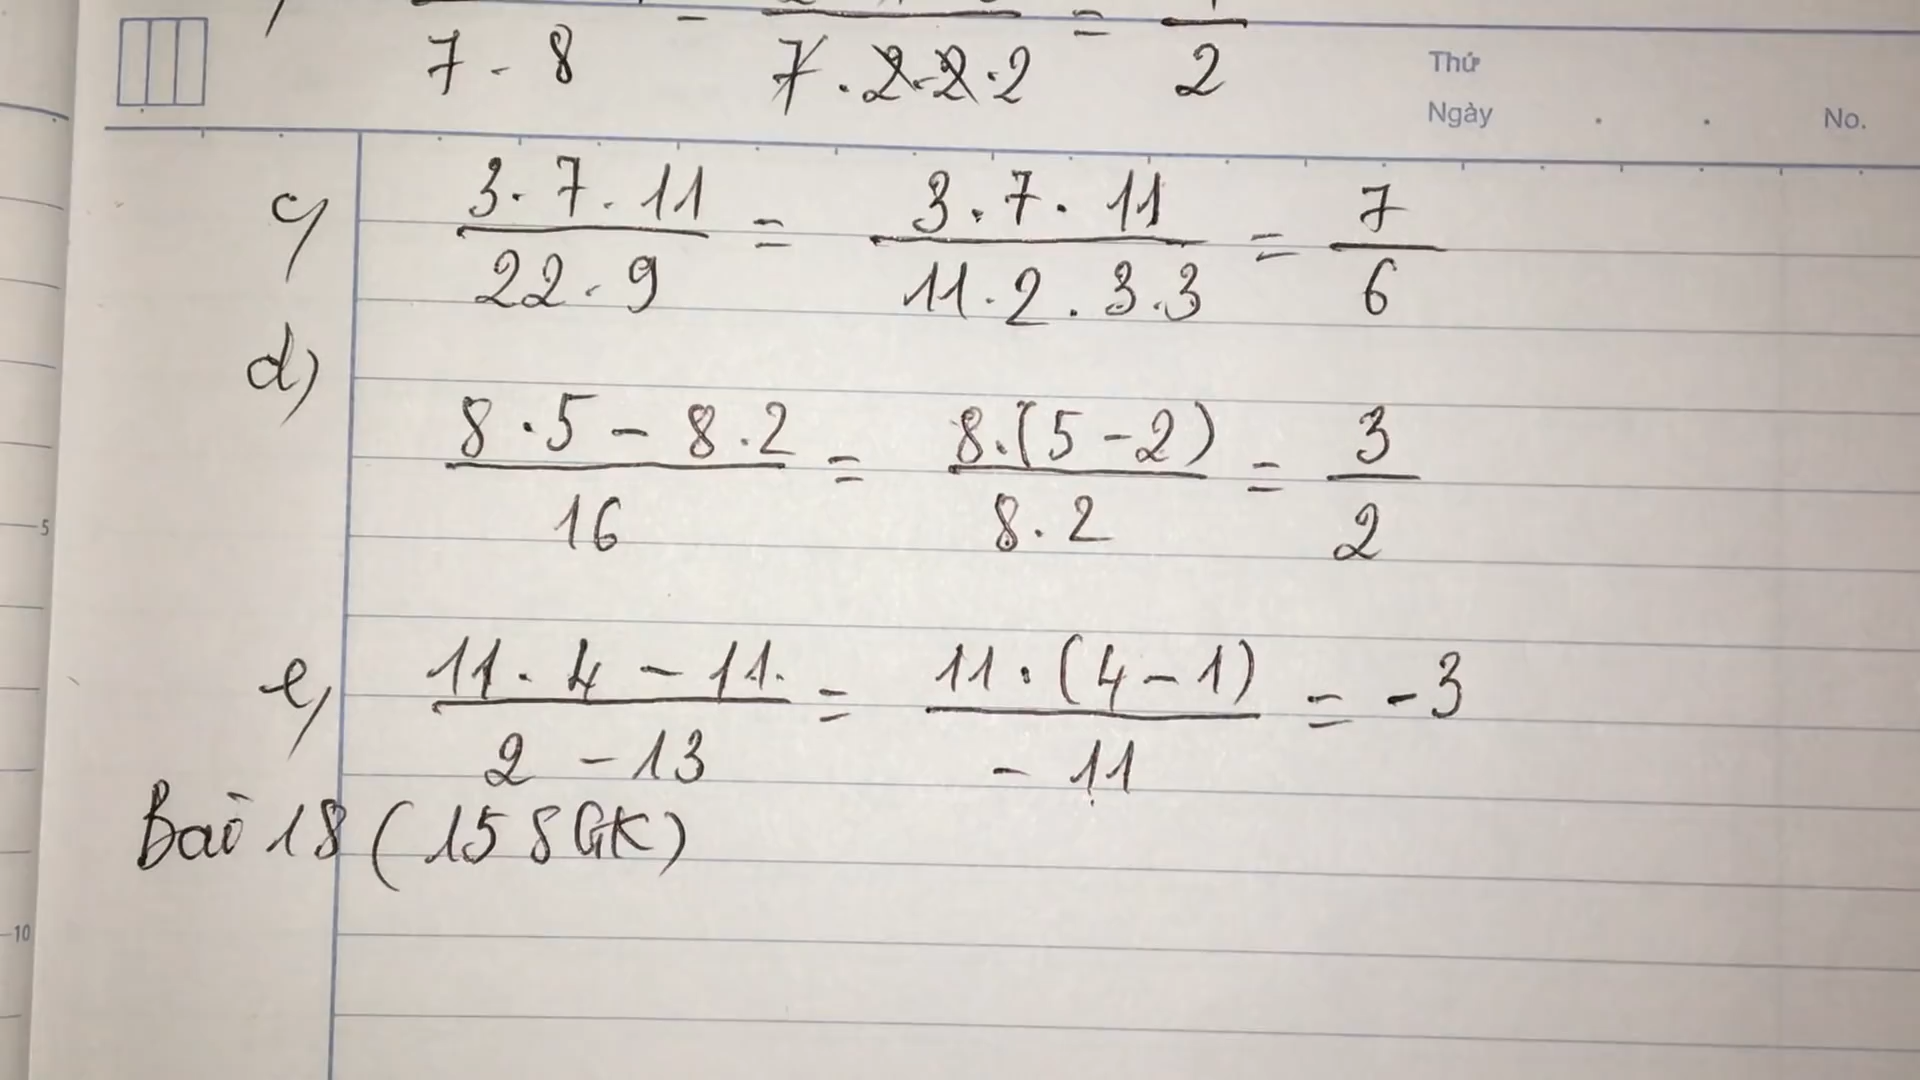 7 - 8 - 7 . 2 . 2 . 2 = 2
Thứ
Ngày . . No.
c) 3 . 7 . 11 / 22 . 9 = 3 . 7 . 11 / 11 . 2 . 3 . 3 = 7 / 6
d)
8 . 5 - 8 . 2 / 16 = 8 . (5 - 2) / 8 . 2 = 3 / 2
5
e) 11 . 4 - 11 . / 2 - 13 = 11 . (4 - 1) / - 11 = - 3
Bài 18 (15 SGK)
10